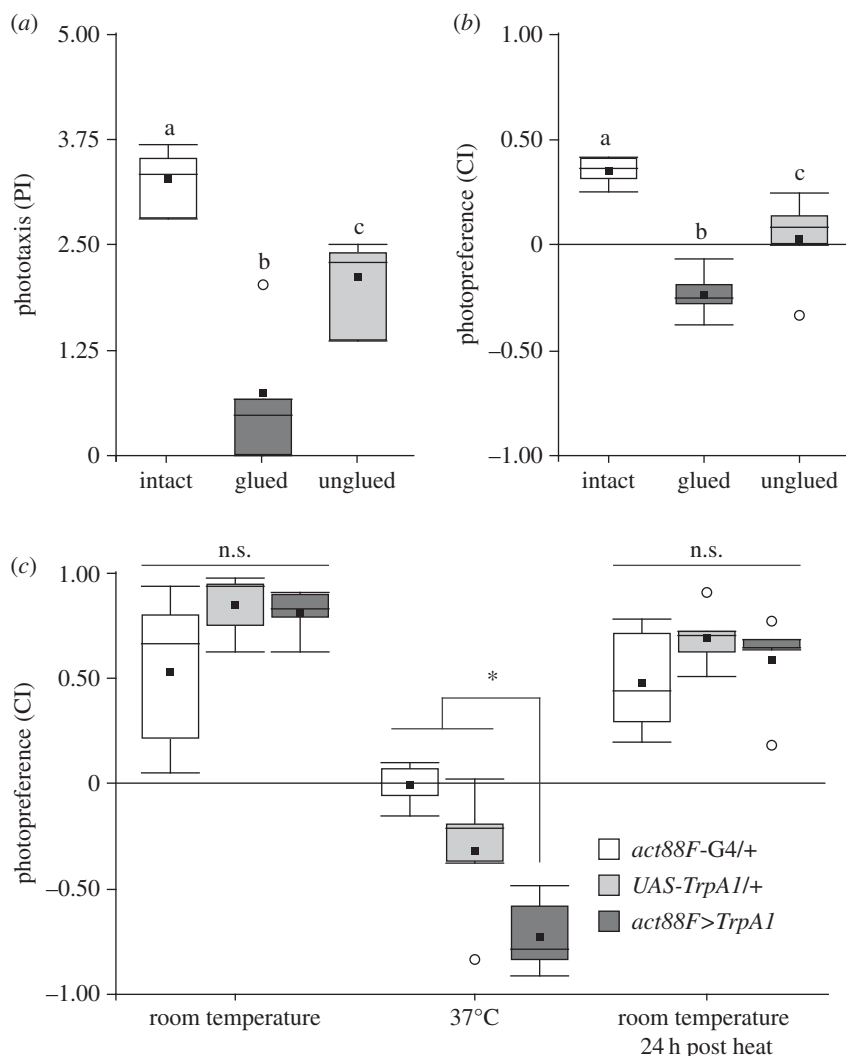 (a)
5.00
3.75
2.50
1.25
0
phototaxis (PI)
a
b
c
intact glued unglued
(b)
1.00
0.50
0
−0.50
−1.00
photopreference (CI)
a
b
c
intact glued unglued
(c)
1.00
0.50
0
−0.50
−1.00
photopreference (CI)
n.s.
*
n.s.
act88F-G4/+
UAS-TrpA1/+
act88F>TrpA1
room temperature 37°C room temperature
24 h post heat